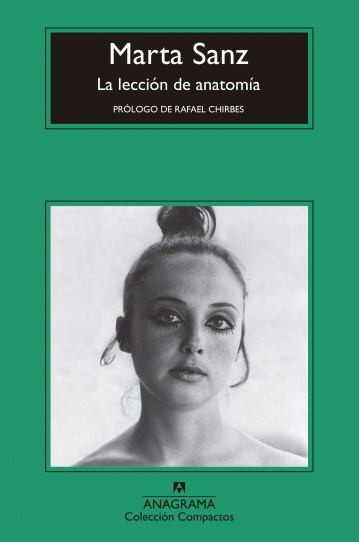 Marta Sanz
La lección de anatomía
PRÓLOGO DE RAFAEL CHIRBES
ANAGRAMA
Colección Compactos